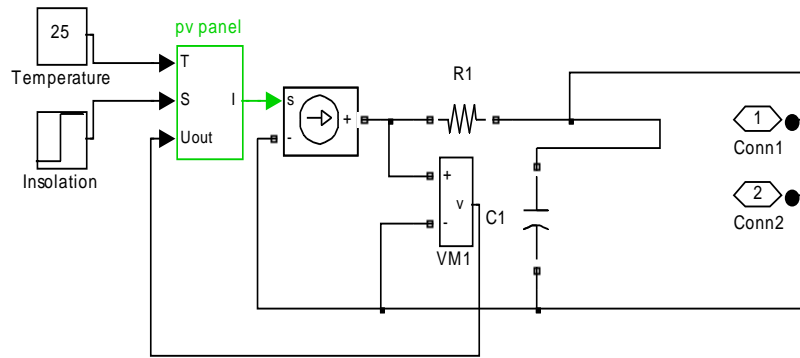 pv panel
25
Temperature
T
S
I
Uout
Insolation
s
+
-
R1
+
v
-
VM1
C1
1
Conn1
2
Conn2